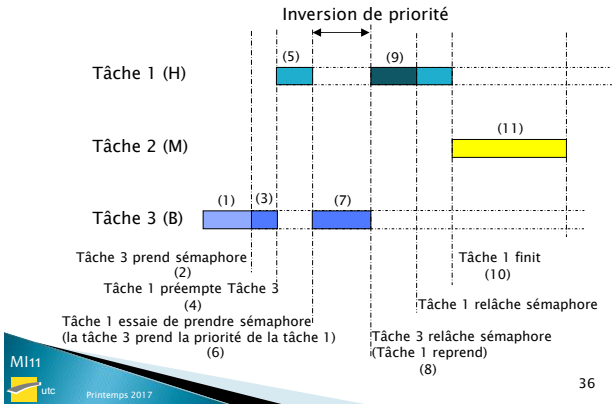 Inversion de priorité
(5)
(9)
Tâche 1 (H)
(11)
Tâche 2 (M)
(1)
(3)
(7)
Tâche 3 (B)
Tâche 3 prend sémaphore
(2)
Tâche 1 finit
(10)
Tâche 1 préempte Tâche 3
(4)
Tâche 1 relâche sémaphore
Tâche 1 essaie de prendre sémaphore
(la tâche 3 prend la priorité de la tâche 1)
(6)
Tâche 3 relâche sémaphore
(Tâche 1 reprend)
(8)
MI11
utc
Printemps 2017
36